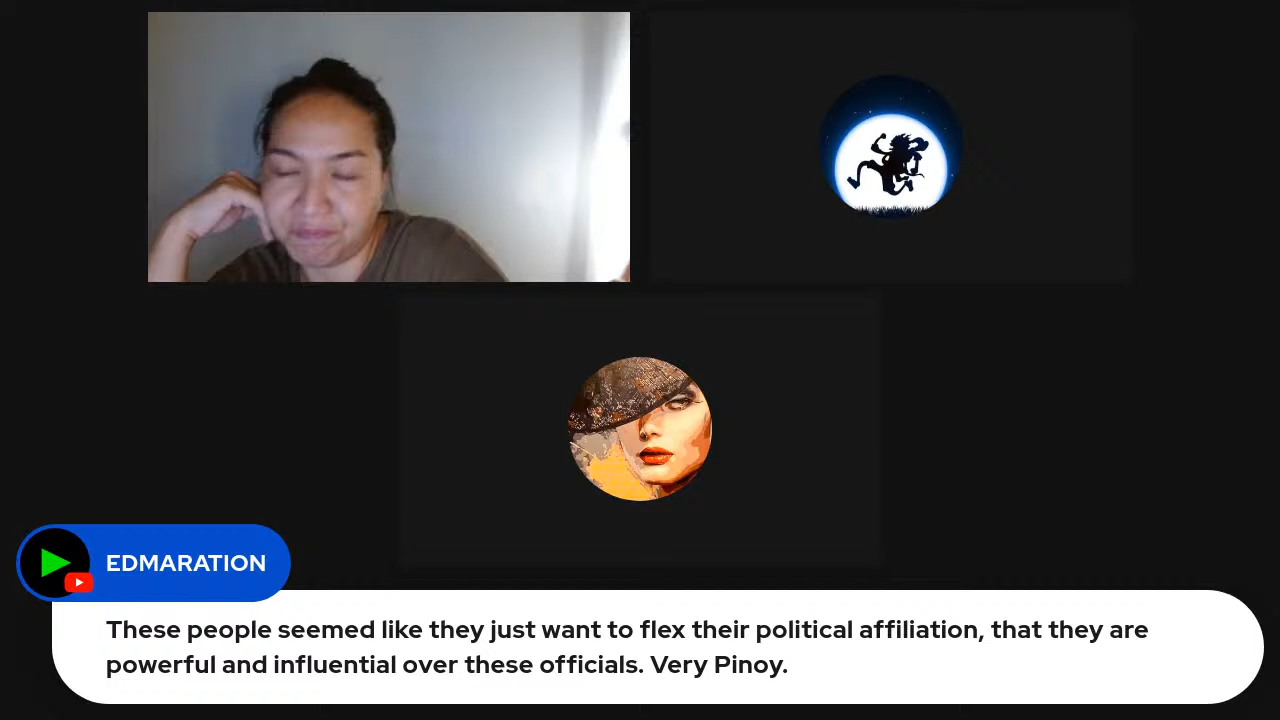 EDMARATION
These people seemed like they just want to flex their political affiliation, that they are
powerful and influential over these officials. Very Pinoy.